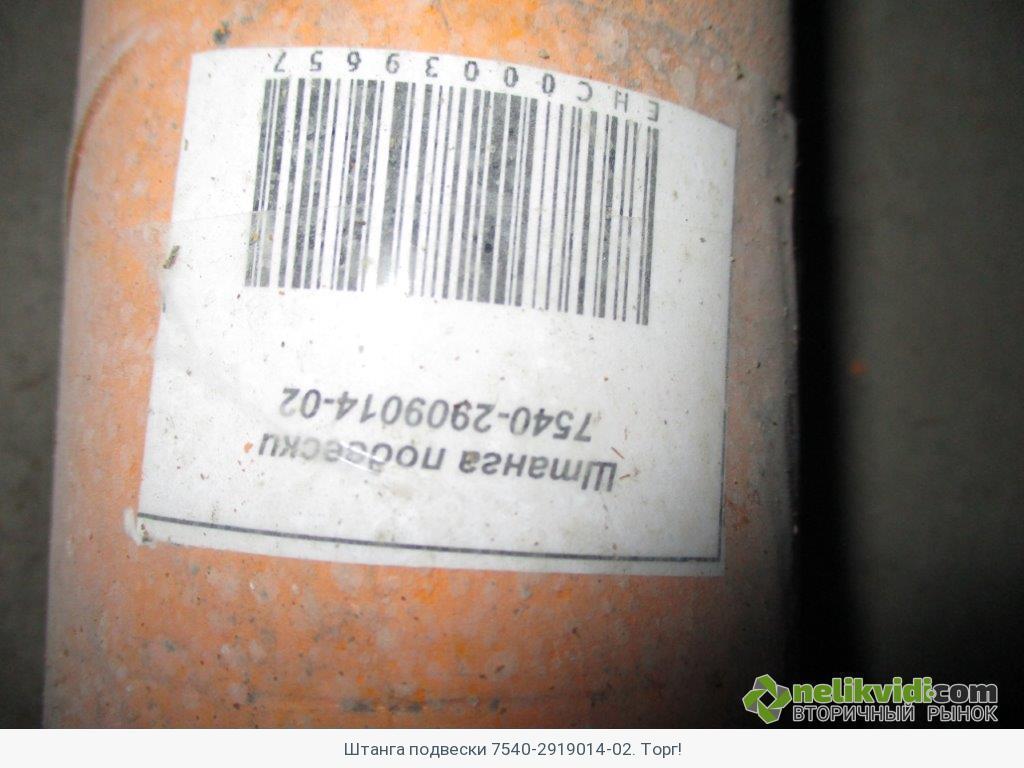 Штанга подвески
7540-2909014-02
ЕНС00039657
nelikvidi.com
ВТОРИЧНЫЙ РЫНОК
Штанга подвески 7540-2919014-02. Торг!